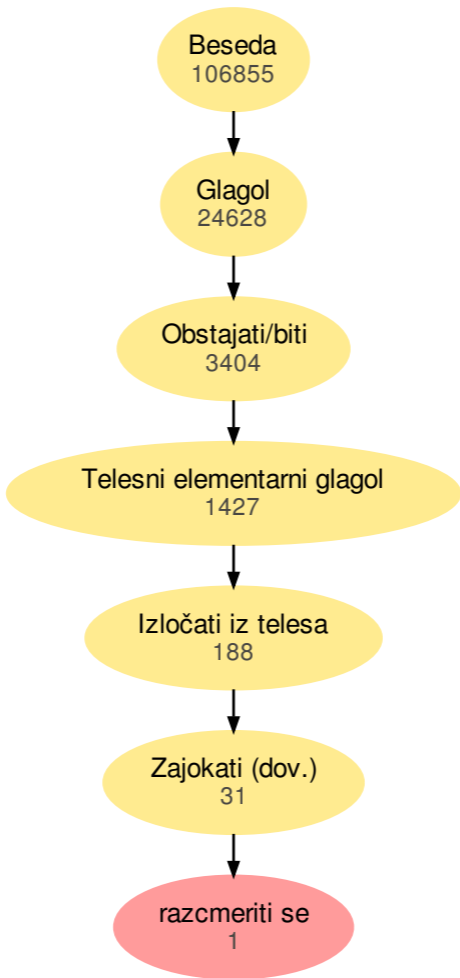 Beseda
106855
Glagol
24628
Obstajati/biti
3404
Telesni elementarni glagol
1427
Izločati iz telesa
188
Zajokati (dov.)
31
razcmeriti se
1